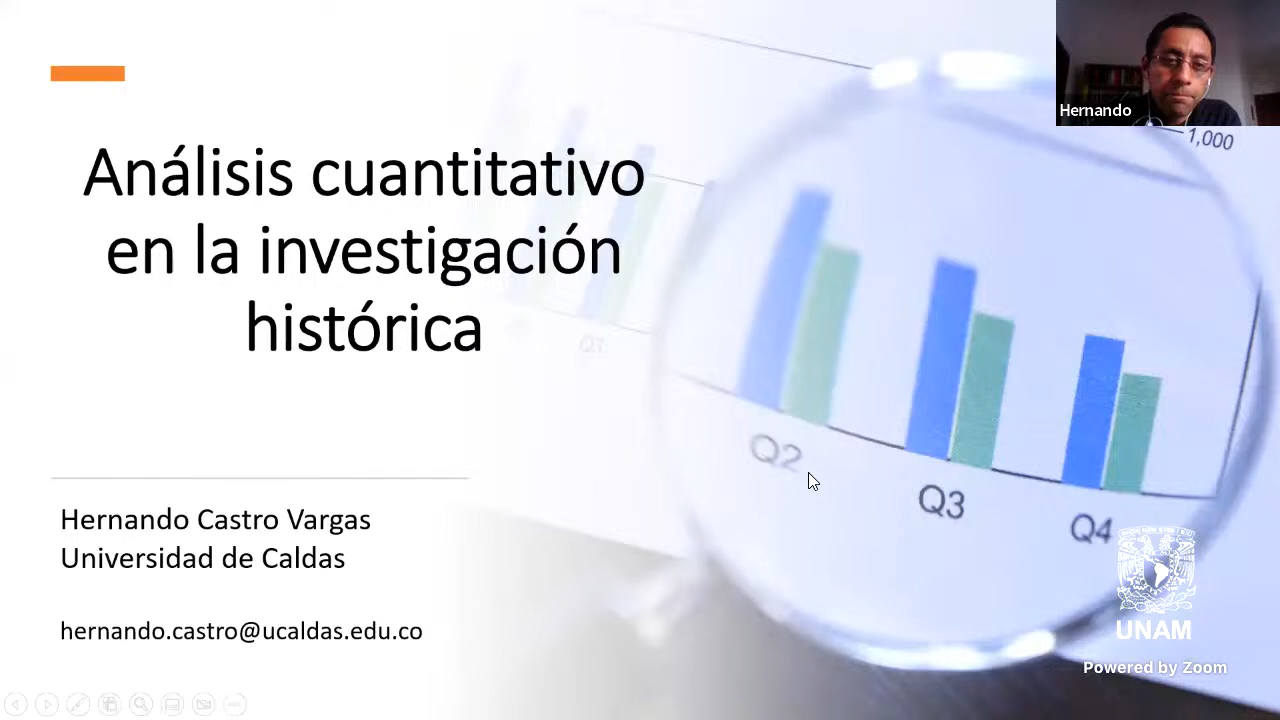 Análisis cuantitativo
en la investigación
histórica
Hernando Castro Vargas
Universidad de Caldas
hernando.castro@ucaldas.edu.co
Hernando
1,000
Q1
Q2
Q3
Q4
UNAM
Powered by Zoom